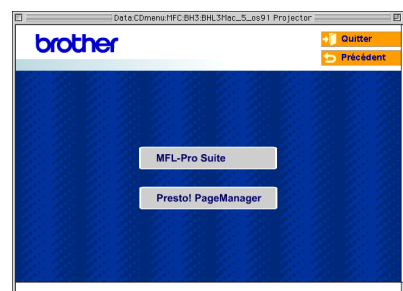 Data:CDmenu:MFC:BH3:BHL3Mac_5_os91 Projector
brother
Quitter
Précédent
MFL-Pro Suite
Presto! PageManager